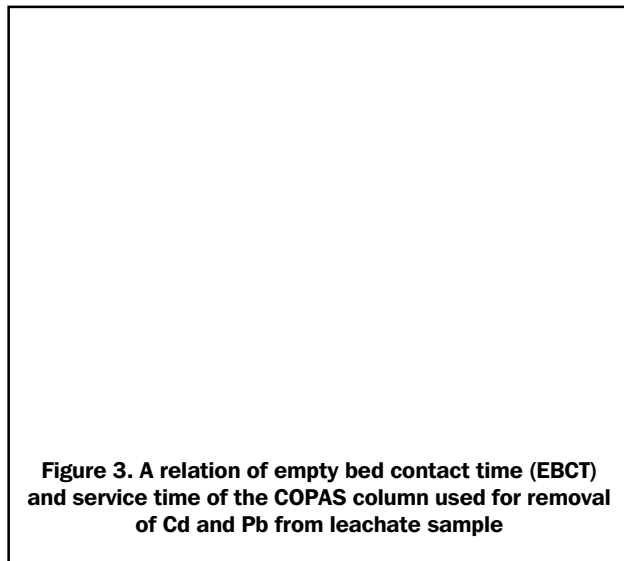 Figure 3. A relation of empty bed contact time (EBCT)
and service time of the COPAS column used for removal
of Cd and Pb from leachate sample